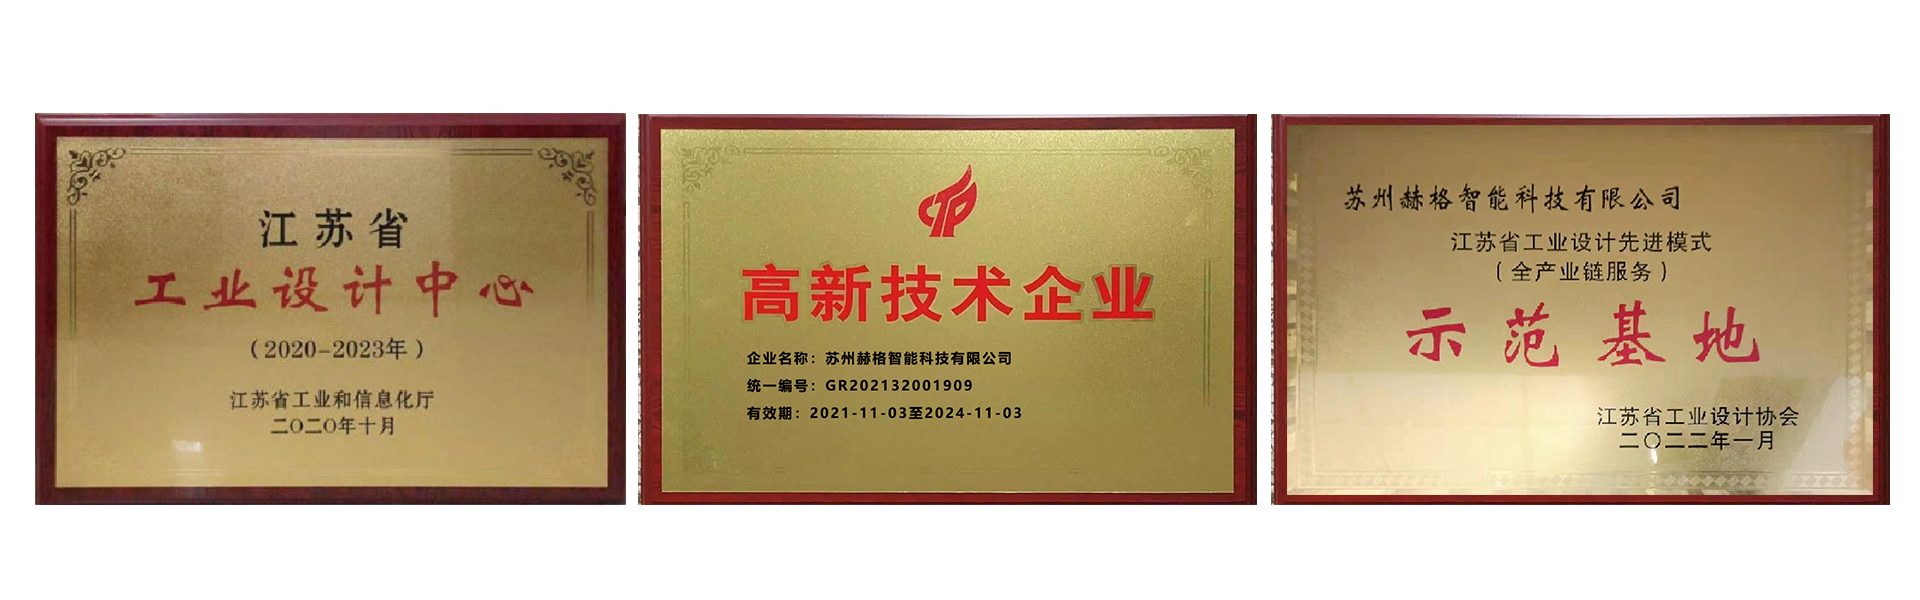 江苏省
工业设计中心
（2020-2023年）
江苏省工业和信息化厅
二〇二〇年十月
高新技术企业
企业名称：苏州赫格智能科技有限公司
统一编号：GR202132001909
有效期：2021-11-03至2024-11-03
苏州赫格智能科技有限公司
江苏省工业设计先进模式
（全产业链服务）
示范基地
江苏省工业设计协会
二〇二二年一月